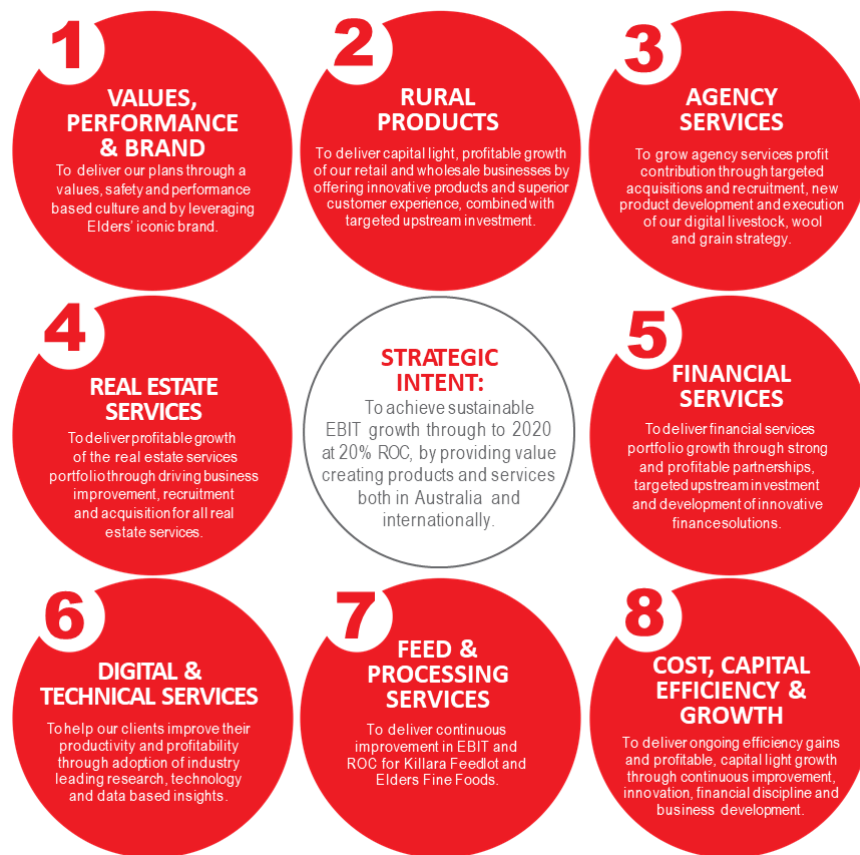 1
VALUES,
PERFORMANCE
& BRAND
To deliver our plans through a
values, safety and performance
based culture and by leveraging
Elders' iconic brand.
2
RURAL
PRODUCTS
To deliver capital light, profitable growth
of our retail and wholesale businesses by
offering innovative products and superior
customer experience, combined with
targeted upstream investment.
3
AGENCY
SERVICES
To grow agency services profit
contribution through targeted
acquisitions and recruitment, new
product development and execution
of our digital livestock, wool
and grain strategy.
4
REAL ESTATE
SERVICES
To deliver profitable growth
of the real estate services
portfolio through driving business
improvement, recruitment
and acquisition for all real
estate services.
STRATEGIC
INTENT:
To achieve sustainable
EBIT growth through to 2020
at 20% ROC, by providing value
creating products and services
both in Australia and
internationally.
5
FINANCIAL
SERVICES
To deliver financial services
portfolio growth through strong
and profitable partnerships,
targeted upstream investment
and development of innovative
finance solutions.
6
DIGITAL &
TECHNICAL SERVICES
To help our clients improve their
productivity and profitability
through adoption of industry
leading research, technology
and data based insights.
7
FEED &
PROCESSING
SERVICES
To deliver continuous
improvement in EBIT and
ROC for Killara Feedlot and
Elders Fine Foods.
8
COST, CAPITAL
EFFICIENCY &
GROWTH
To deliver ongoing efficiency gains
and profitable, capital light growth
through continuous improvement,
innovation, financial discipline and
business development.